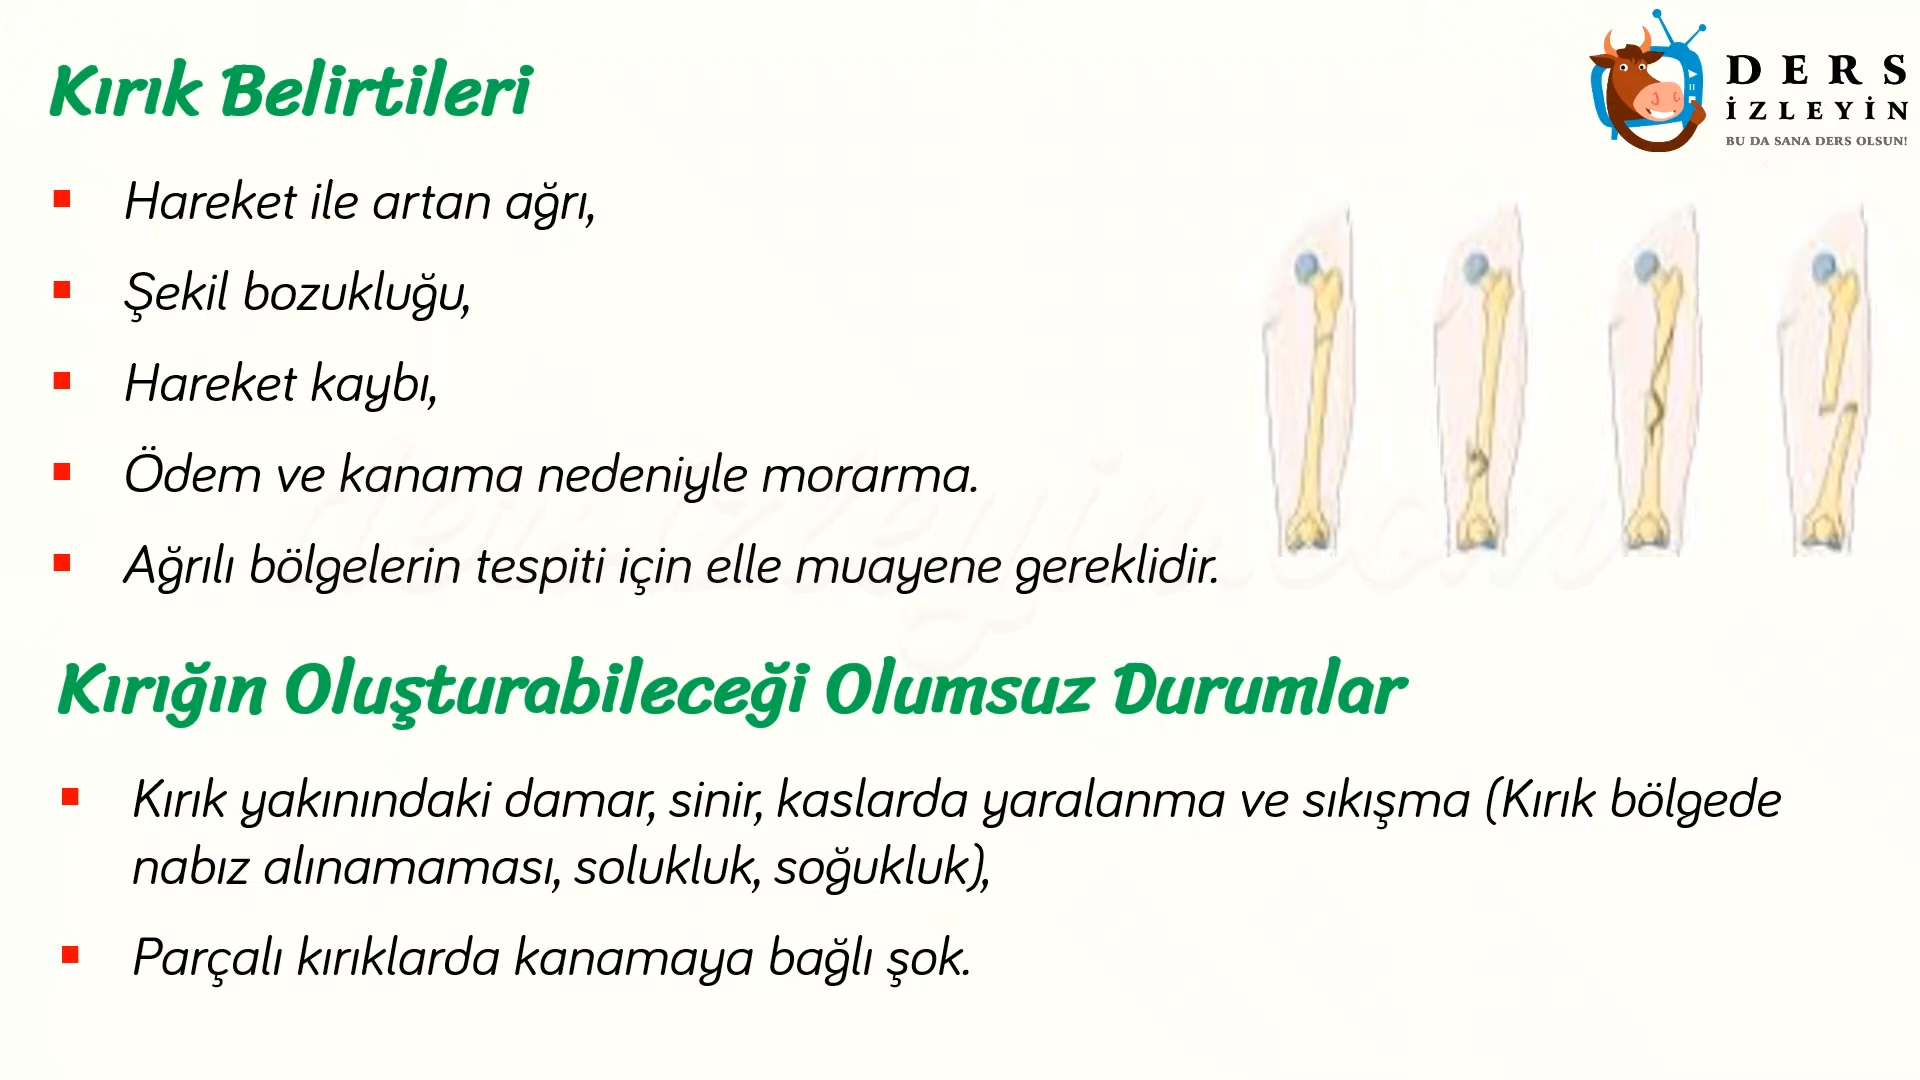 Kırık Belirtileri
DERS
İZLEYİN
BU DA SANA DERS OLSUN!
▪ Hareket ile artan ağrı,
▪ Şekil bozukluğu,
▪ Hareket kaybı,
▪ Ödem ve kanama nedeniyle morarma.
▪ Ağrılı bölgelerin tespiti için elle muayene gereklidir.
dersizleyin.com
Kırığın Oluşturabileceği Olumsuz Durumlar
▪ Kırık yakınındaki damar, sinir, kaslarda yaralanma ve sıkışma (Kırık bölgede
nabız alınamaması, solukluk, soğukluk),
▪ Parçalı kırıklarda kanamaya bağlı şok.